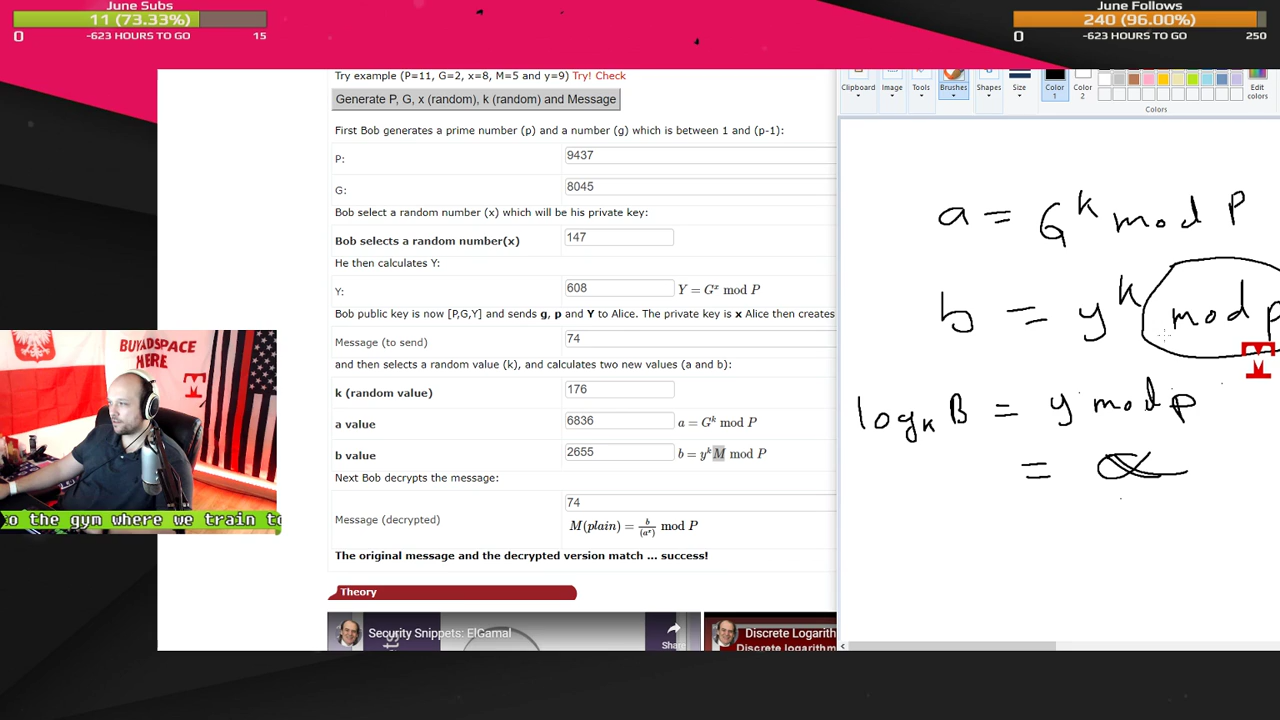 June Subs
11 (73.33%)
0
-623 HOURS TO GO
15
June Follows
240 (96.00%)
0
-623 HOURS TO GO
250
Try example (P=11, G=2, x=8, M=5 and y=9) Try! Check
Generate P, G, x (random), k (random) and Message
First Bob generates a prime number (p) and a number (g) which is between 1 and (p-1):
P:
9437
G:
8045
Bob select a random number (x) which will be his private key:
Bob selects a random number(x)
147
He then calculates Y:
Y:
608
Y = G^x mod P
Bob public key is now [P,G,Y] and sends g, p and Y to Alice. The private key is x Alice then creates
Message (to send)
74
and then selects a random value (k), and calculates two new values (a and b):
k (random value)
176
a value
6836
a = G^k mod P
b value
2655
b = y^k M mod P
Next Bob decrypts the message:
Message (decrypted)
74
M(plain) = b/(a^x) mod P
The original message and the decrypted version match ... success!
Theory
Security Snippets: ElGamal
Share
Discrete Logarith
Discrete logarithm
Clipboard
Image
Tools
Brushes
Shapes
Size
Color
1
Color
2
Edit
colors
Colors
a = G^k mod P
b = y^k mod p
log_k B = y mod p
=
BUYADSPACE
HERE
to the gym where we train to